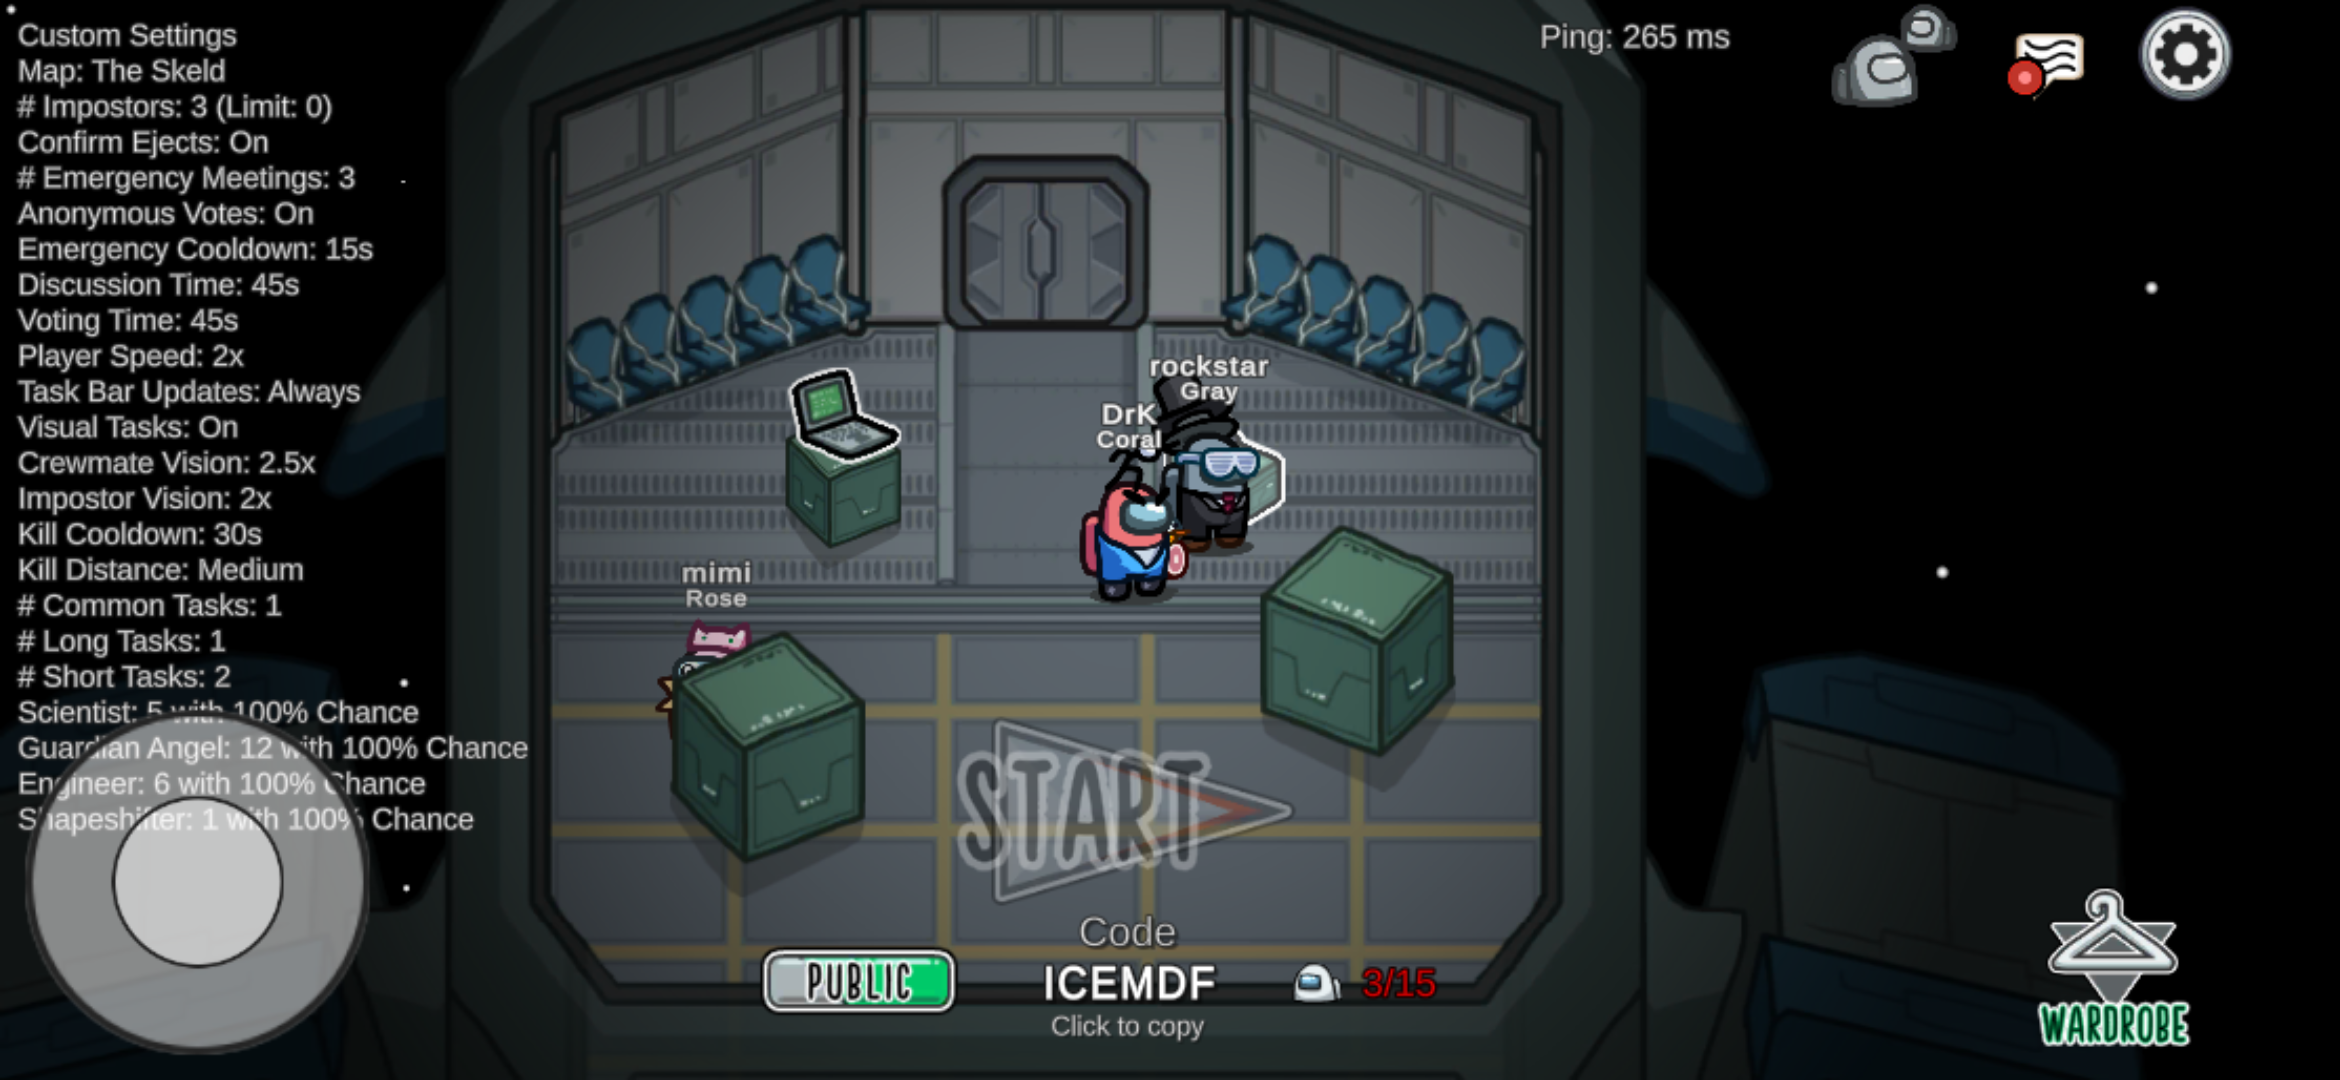 Custom Settings
Map: The Skeld
# Impostors: 3 (Limit: 0)
Confirm Ejects: On
# Emergency Meetings: 3
Anonymous Votes: On
Emergency Cooldown: 15s
Discussion Time: 45s
Voting Time: 45s
Player Speed: 2x
Task Bar Updates: Always
Visual Tasks: On
Crewmate Vision: 2.5x
Impostor Vision: 2x
Kill Cooldown: 30s
Kill Distance: Medium
# Common Tasks: 1
# Long Tasks: 1
# Short Tasks: 2
Scientist: 5 with 100% Chance
Guardian Angel: 12 with 100% Chance
Engineer: 6 with 100% Chance
Shapeshifter: 1 with 100% Chance
Ping: 265 ms
rockstar
Gray
DrK
Coral
mimi
Rose
START
Code
PUBLIC
ICEMDF
3/15
Click to copy
WARDROBE